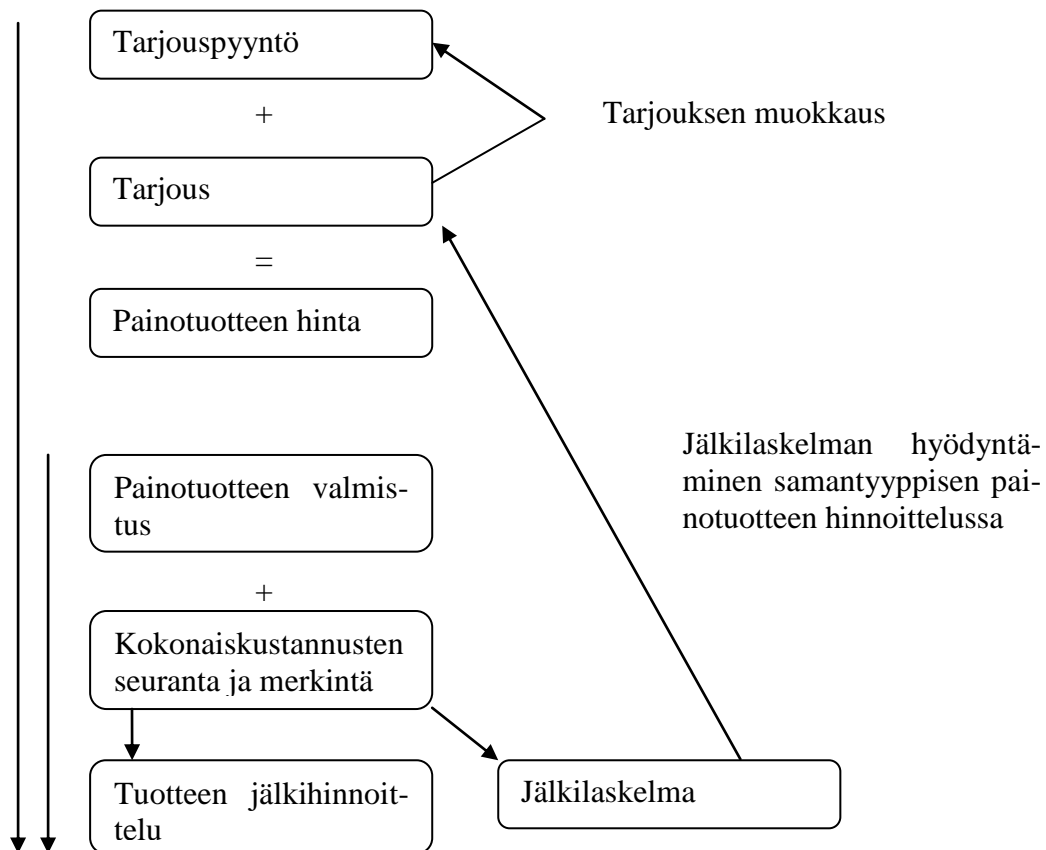 Tarjouspyyntö
+
Tarjouksen muokkaus
Tarjous
=
Painotuotteen hinta
Jälkilaskelman hyödyntä-
minen samantyyppisen pai-
notuotteen hinnoittelussa
Painotuotteen valmis-
tus
+
Kokonaiskustannusten
seuranta ja merkintä
Tuotteen jälkihinnoit-
telu
Jälkilaskelma